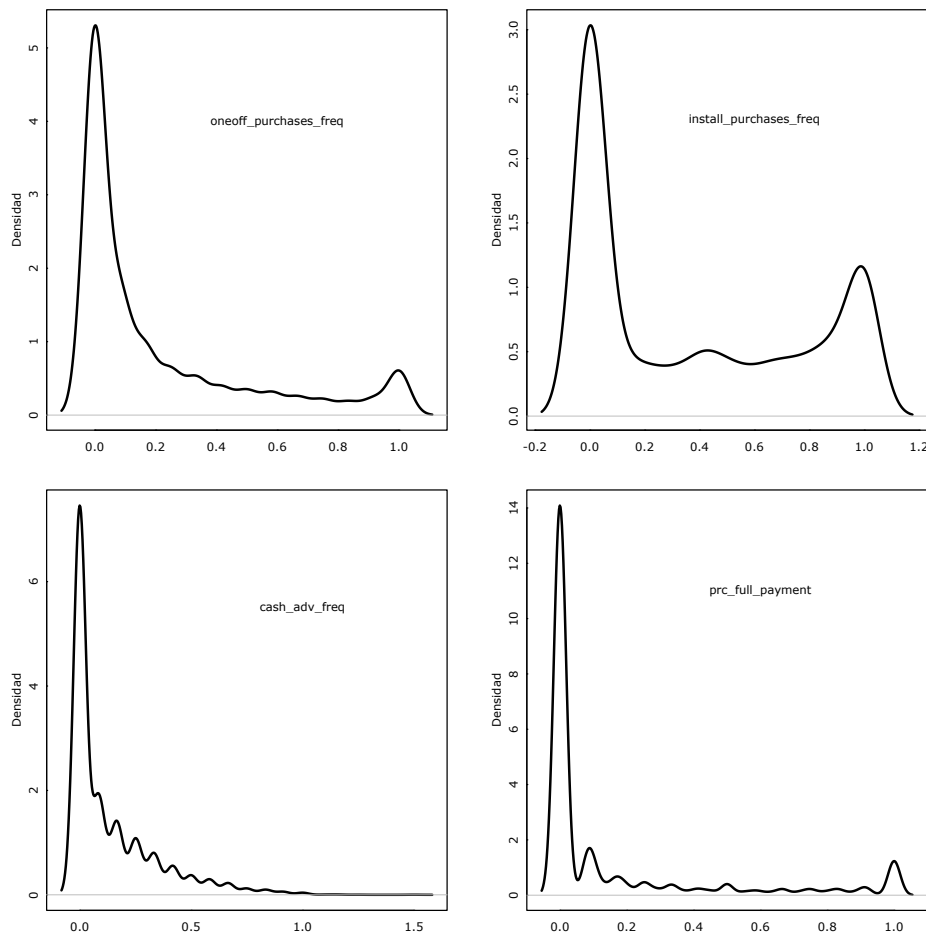 oneoff_purchases_freq
Densidad
0
1
2
3
4
5
0.0 0.2 0.4 0.6 0.8 1.0
install_purchases_freq
Densidad
0.0
0.5
1.0
1.5
2.0
2.5
3.0
-0.2 0.0 0.2 0.4 0.6 0.8 1.0 1.2
cash_adv_freq
Densidad
0
2
4
6
0.0 0.5 1.0 1.5
prc_full_payment
Densidad
0
2
4
6
8
10
12
14
0.0 0.2 0.4 0.6 0.8 1.0